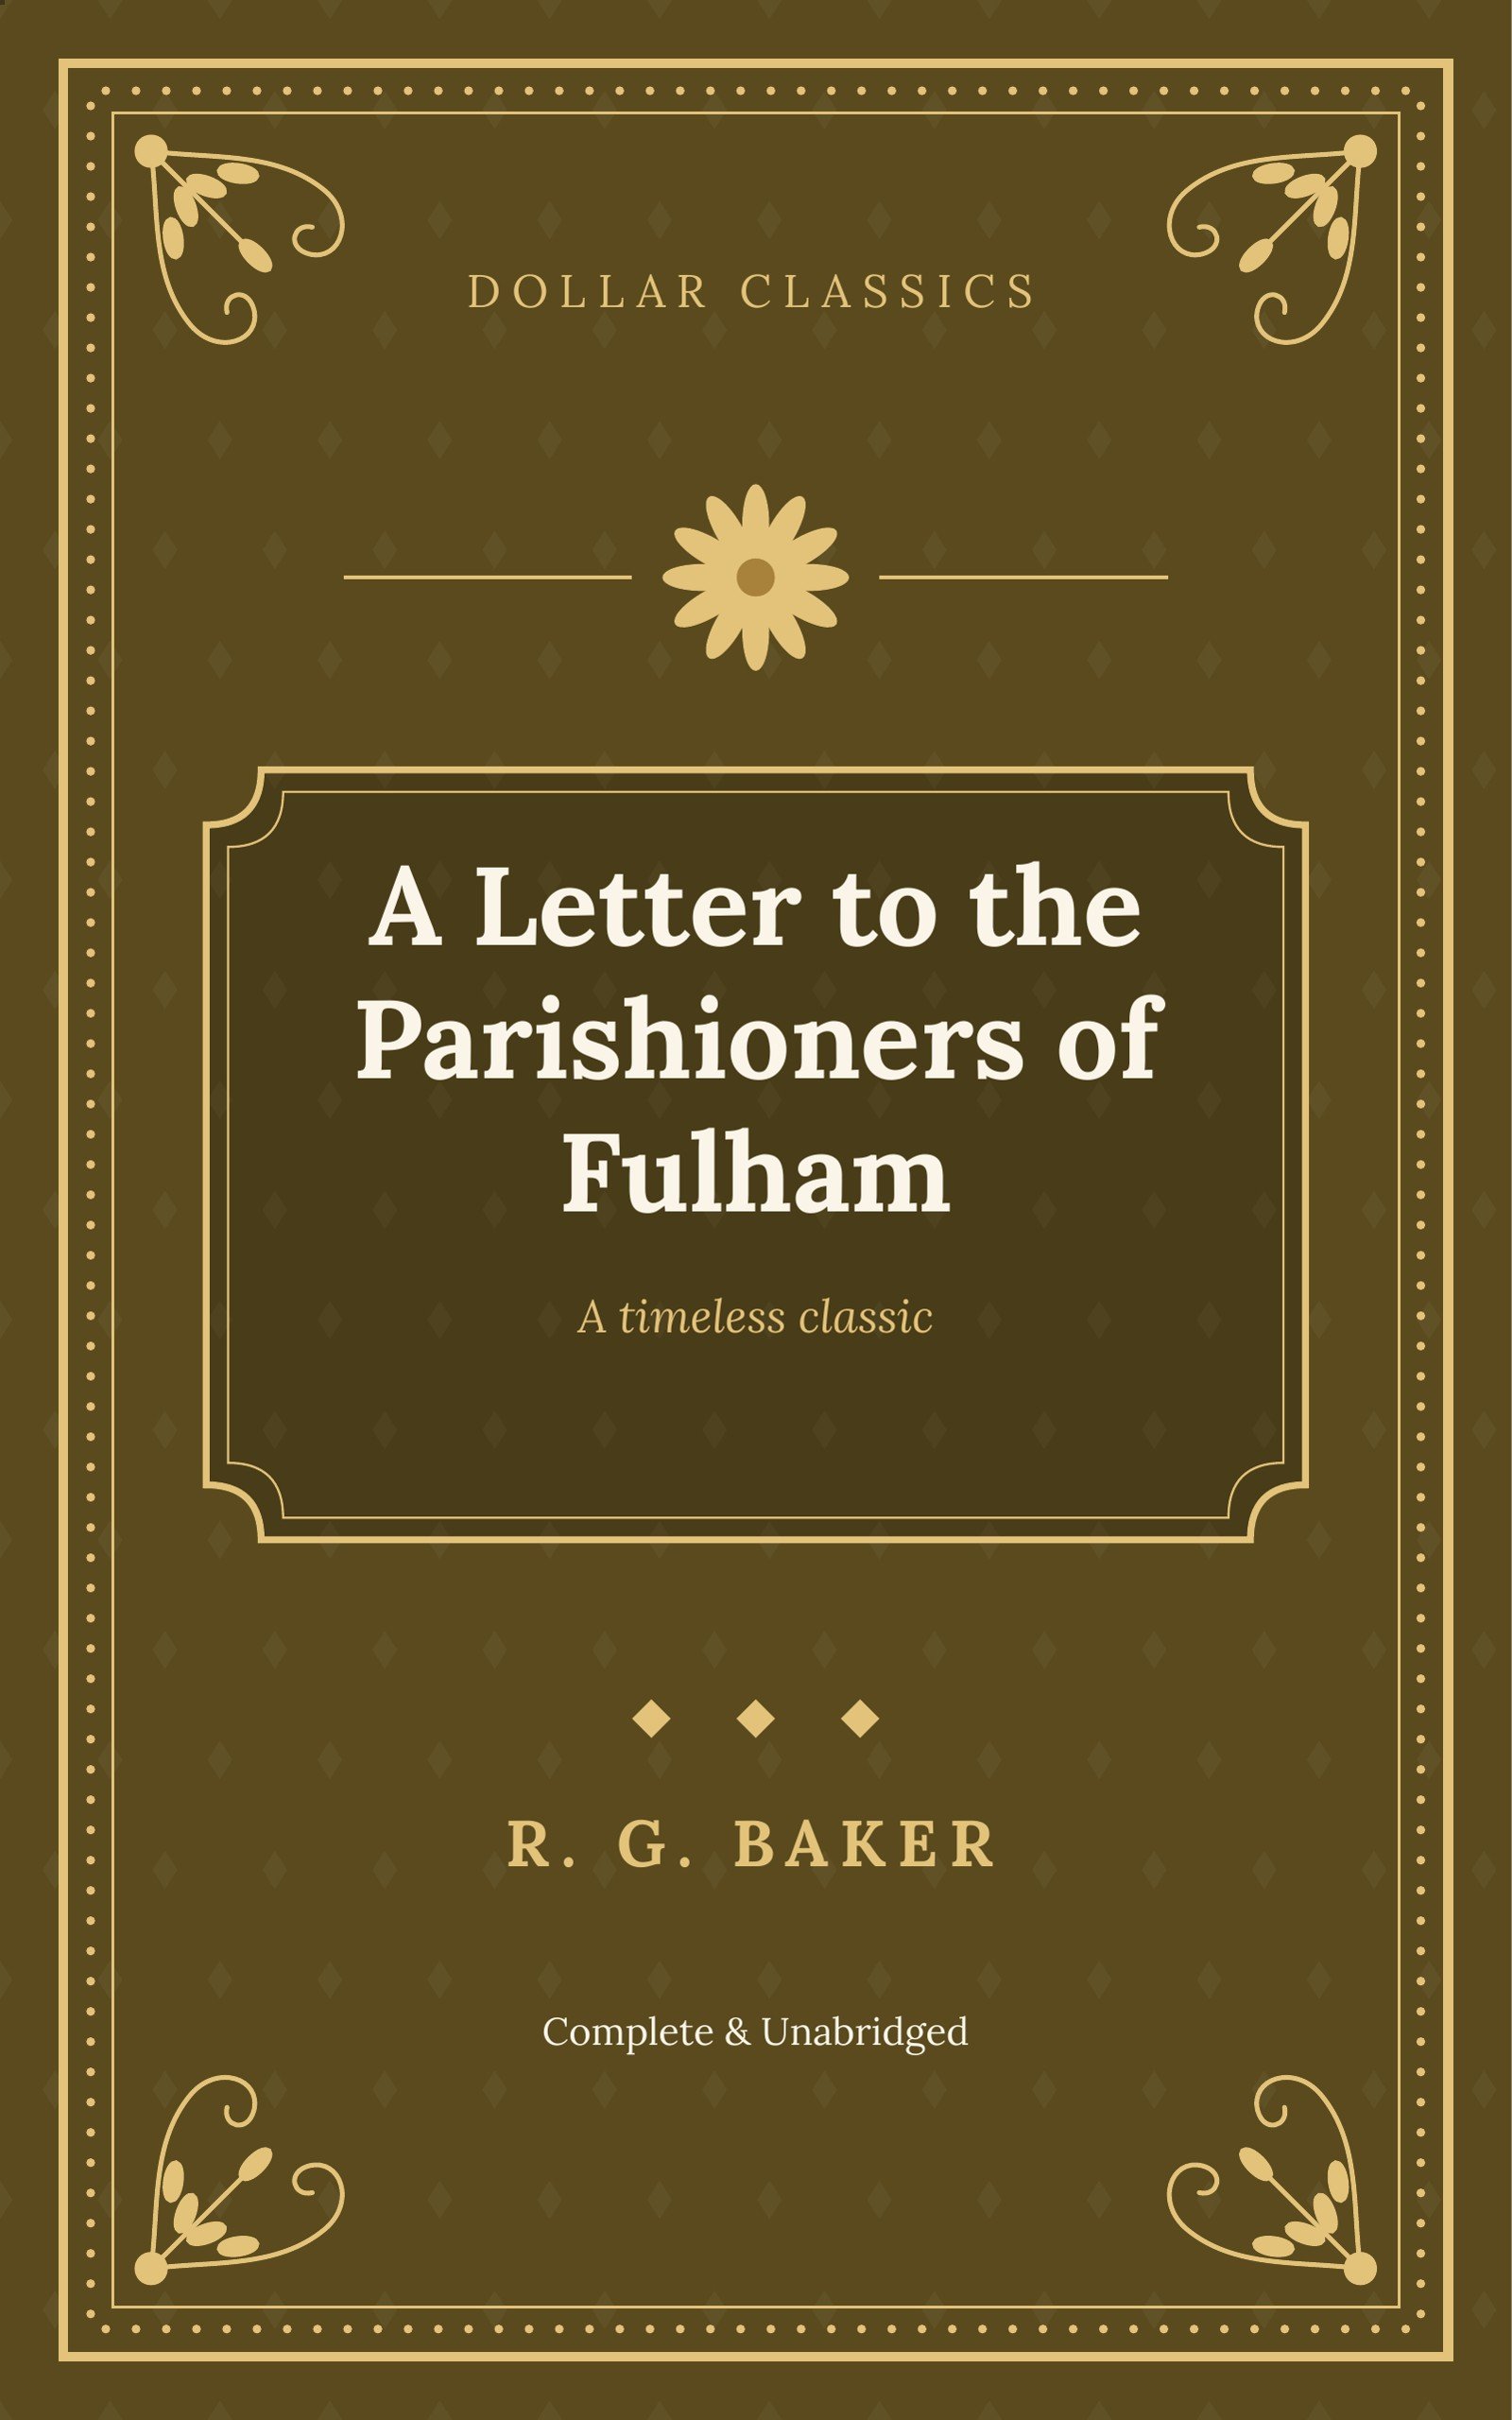 DOLLAR CLASSICS
A Letter to the
Parishioners of
Fulham
A timeless classic
R. G. BAKER
Complete & Unabridged